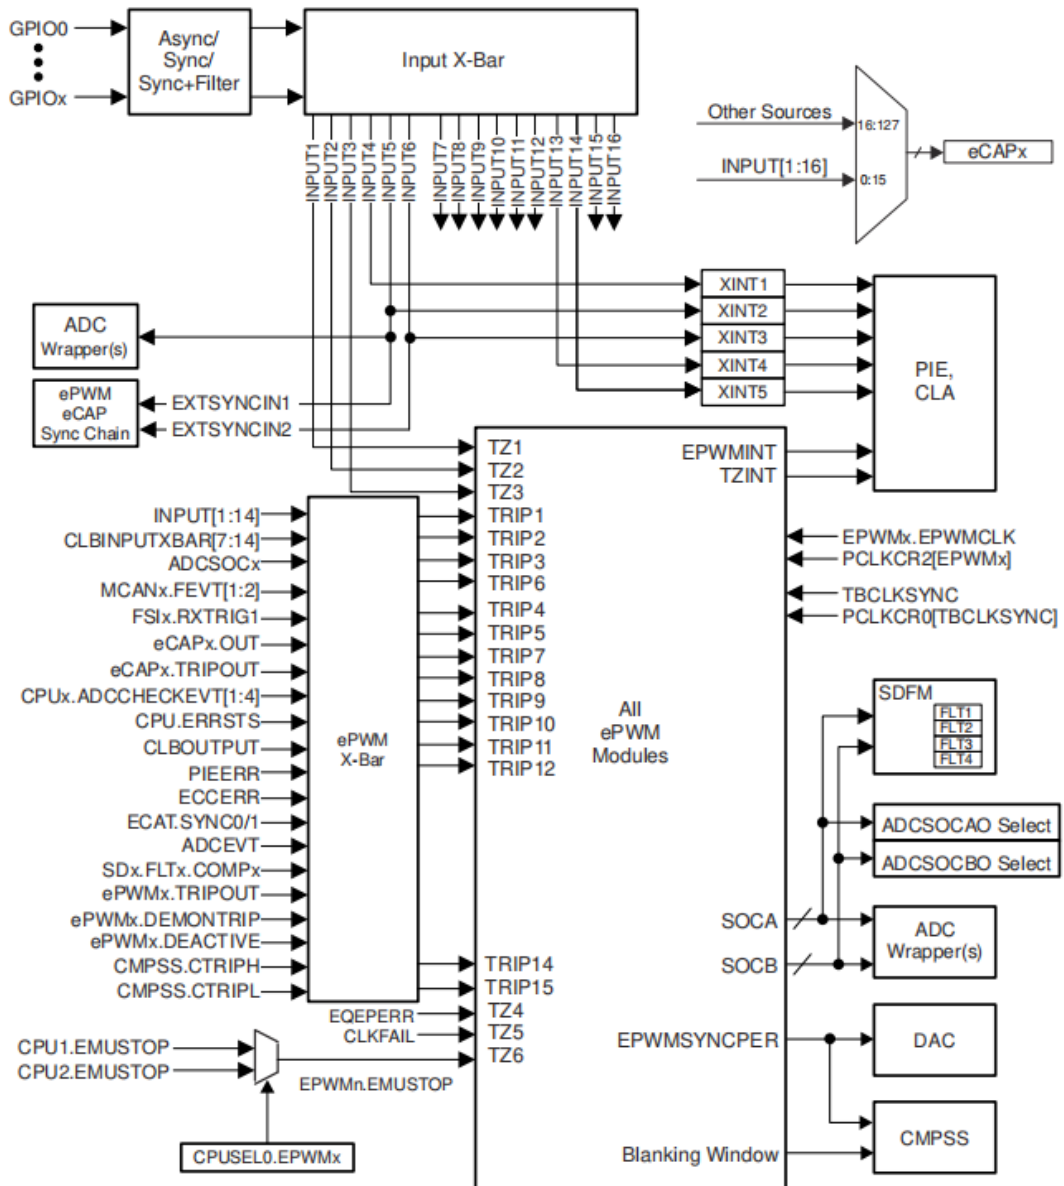 GPIO0
GPIOx
Async/
Sync/
Sync+Filter
Input X-Bar
INPUT1
INPUT2
INPUT3
INPUT4
INPUT5
INPUT6
INPUT7
INPUT8
INPUT9
INPUT10
INPUT11
INPUT12
INPUT13
INPUT14
INPUT15
INPUT16
Other Sources
16:127
INPUT[1:16]
0:15
eCAPx
XINT1
XINT2
XINT3
XINT4
XINT5
PIE,
CLA
ADC
Wrapper(s)
ePWM
eCAP
Sync Chain
EXTSYNCIN1
EXTSYNCIN2
TZ1
TZ2
TZ3
TRIP1
TRIP2
TRIP3
TRIP6
TRIP4
TRIP5
TRIP7
TRIP8
TRIP9
TRIP10
TRIP11
TRIP12
TRIP14
TRIP15
TZ4
TZ5
TZ6
EPWMINT
TZINT
INPUT[1:14]
CLBINPUTXBAR[7:14]
ADCSOCx
MCANx.FEVT[1:2]
FSIx.RXTRIG1
eCAPx.OUT
eCAPx.TRIPOUT
CPUx.ADCCHECKEVT[1:4]
CPU.ERRSTS
CLBOUTPUT
PIEERR
ECCERR
ECAT.SYNC0/1
ADCEVT
SDx.FLTx.COMPx
ePWMx.TRIPOUT
ePWMx.DEMONTRIP
ePWMx.DEACTIVE
CMPSS.CTRIPH
CMPSS.CTRIPL
ePWM
X-Bar
All
ePWM
Modules
EPWMx.EPWMCLK
PCLKCR2[EPWMx]
TBCLKSYNC
PCLKCR0[TBCLKSYNC]
SDFM
FLT1
FLT2
FLT3
FLT4
ADCSOCAO Select
ADCSOCBO Select
SOCA
SOCB
ADC
Wrapper(s)
EQEPERR
CLKFAIL
CPU1.EMUSTOP
CPU2.EMUSTOP
EPWMn.EMUSTOP
CPUSEL0.EPWMx
EPWMSYNCPER
DAC
CMPSS
Blanking Window